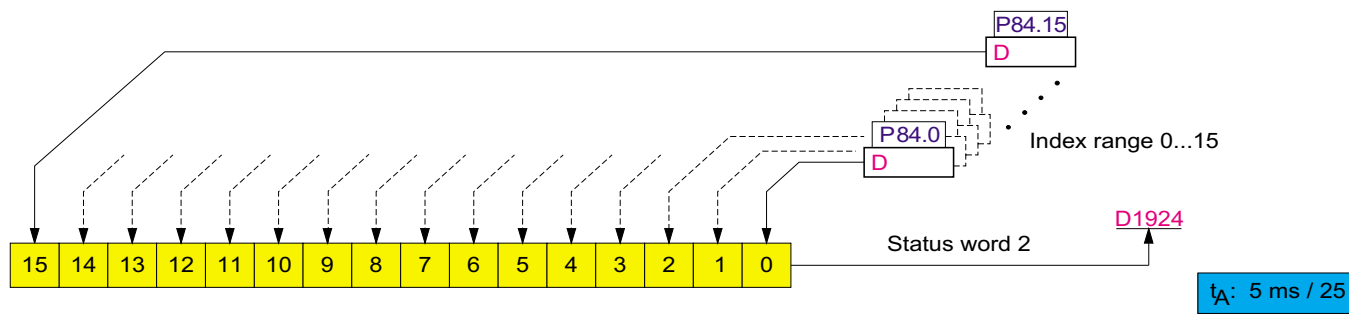 P84.15
D
P84.0
Index range 0...15
D
D1924
Status word 2
15 14 13 12 11 10 9 8 7 6 5 4 3 2 1 0
tA: 5 ms / 25